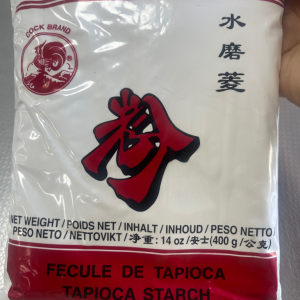 COCK BRAND
水磨菱
粉
NET WEIGHT / POIDS NET / INHALT / INHOUD / PESO NETTO
PESO NETO / NETTOVIKT / 净重: 14 oz /安士(400 g /公克)
FECULE DE TAPIOCA
TAPIOCA STARCH